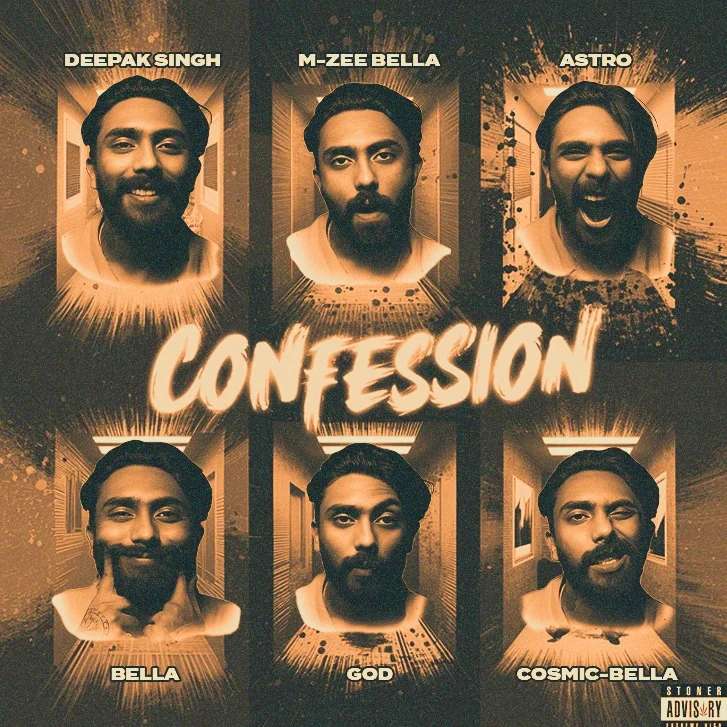 DEEPAK SINGH
M-ZEE BELLA
ASTRO
CONFESSION
BELLA
GOD
COSMIC-BELLA
STONER
ADVISORY